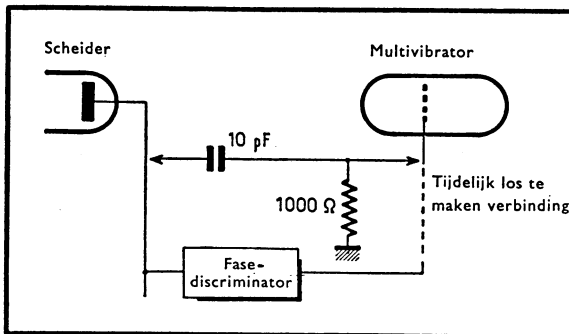 Scheider
Multivibrator
10 pF
Tijdelijk los te
maken verbinding
1000 Ω
Fase-
discriminator